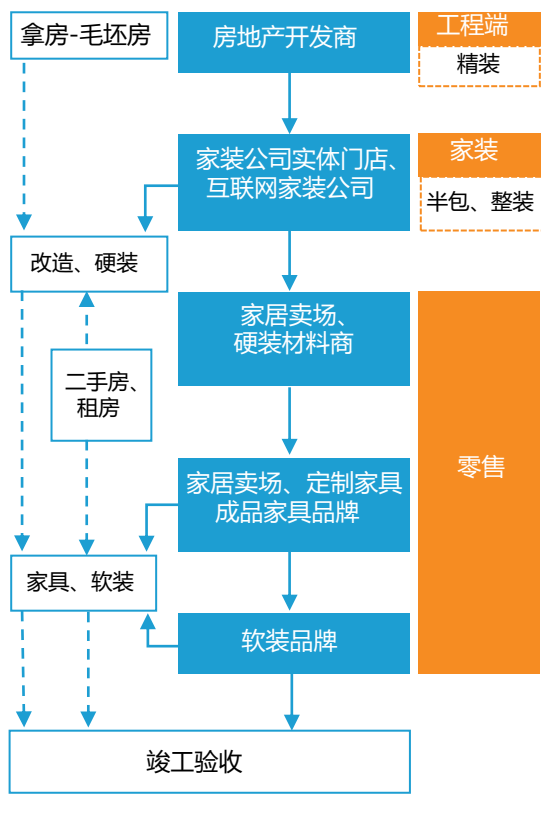 拿房-毛坯房
房地产开发商
工程端
精装
家装公司实体门店、
互联网家装公司
家装
半包、整装
改造、硬装
家居卖场、
硬装材料商
二手房、
租房
零售
家居卖场、定制家具
成品家具品牌
家具、软装
软装品牌
竣工验收